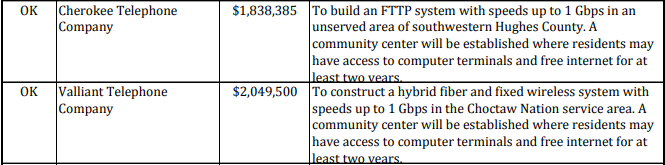 OK Cherokee Telephone $1,838,385 To build an FTTP system with speeds up to 1 Gbps in an
Company unserved area of southwestern Hughes County. A
community center will be established where residents may
have access to computer terminals and free internet for at
least two years.
OK Valliant Telephone $2,049,500 To construct a hybrid fiber and fixed wireless system with
Company speeds up to 1 Gbps in the Choctaw Nation service area. A
community center will be established where residents may
have access to computer terminals and free internet for at
least two years.